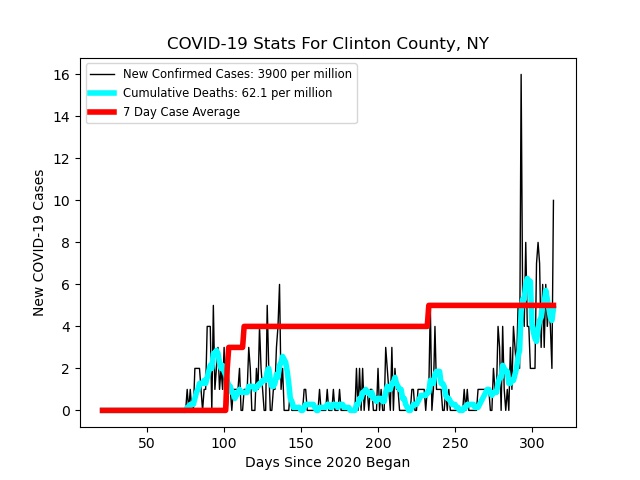 COVID-19 Stats For Clinton County, NY
New Confirmed Cases: 3900 per million
Cumulative Deaths: 62.1 per million
7 Day Case Average
New COVID-19 Cases
16
14
12
10
8
6
4
2
0
50 100 150 200 250 300
Days Since 2020 Began